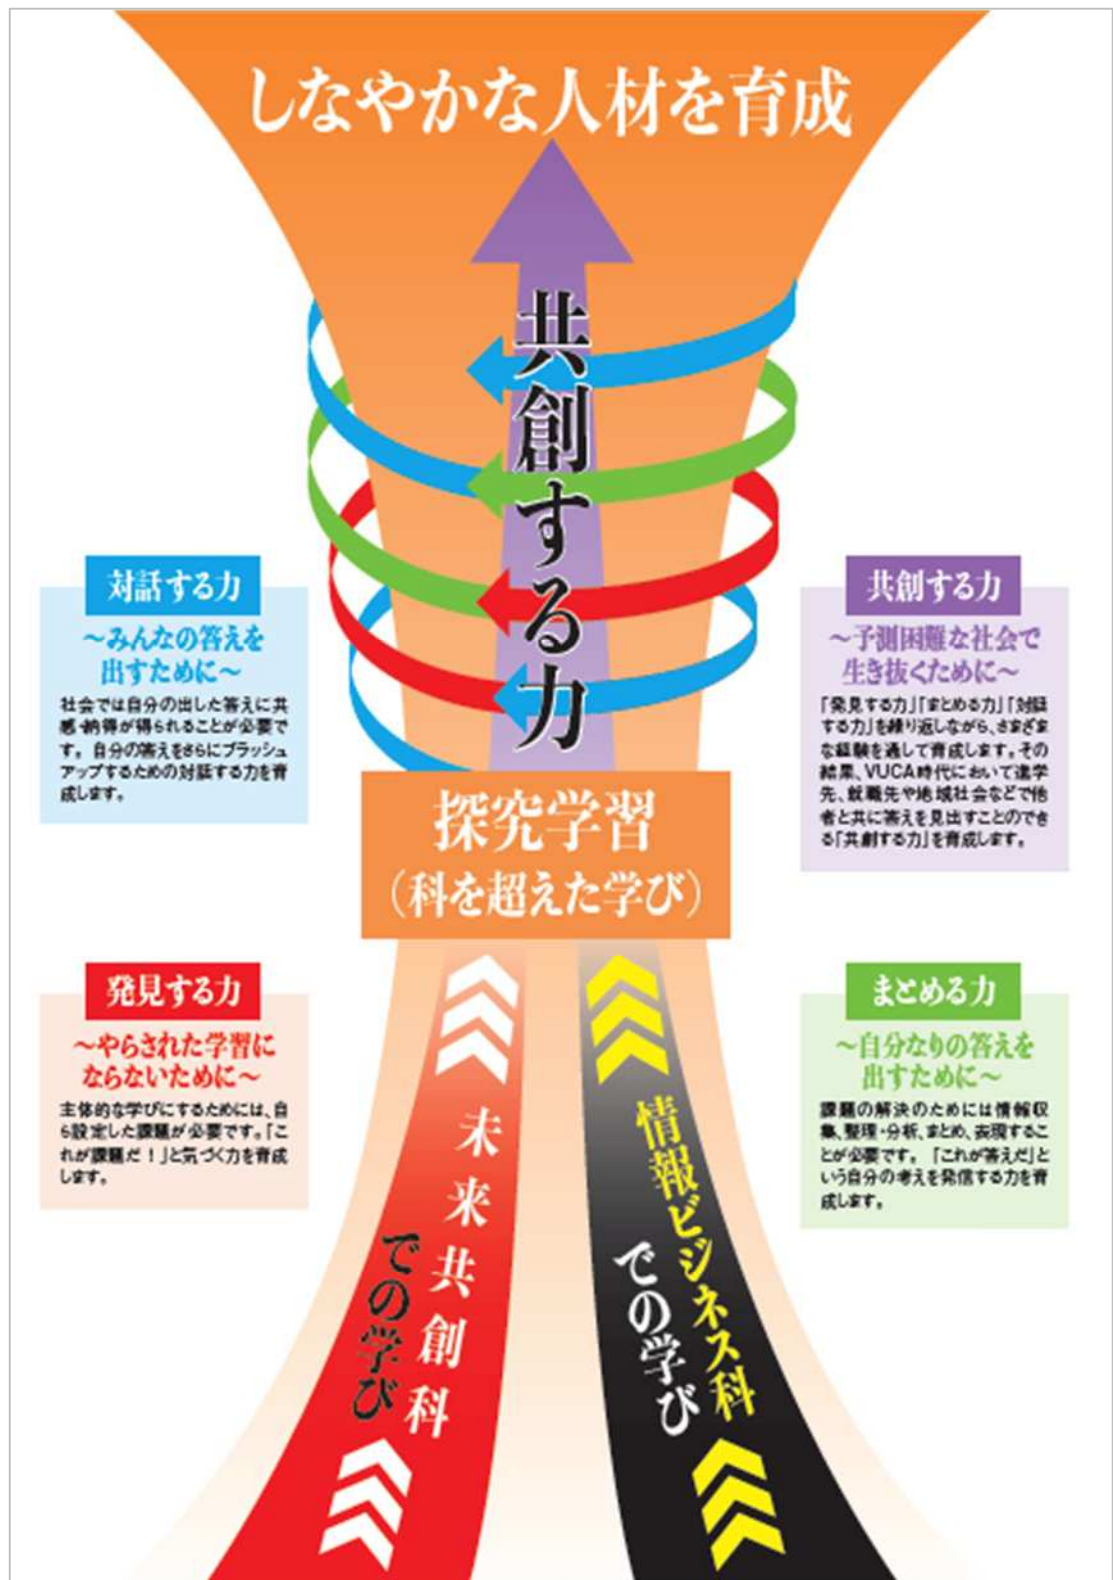 しなやかな人材を育成
共創する力
対話する力
～みんなの答えを
出すために～
社会では自分の出した答えに共
感・納得が得られることが必要で
す。自分の答えをさらにブラッシュ
アップするための対話する力を育
成します。
共創する力
～予測困難な社会で
生き抜くために～
「発見する力」「まとめる力」「対話
する力」を繰り返しながら、さまざま
な経験を通して育成します。その
結果、VUCA時代において進学
先、就職先や地域社会などで他
者と共に答えを見出すことのでき
る「共創する力」を育成します。
探究学習
（科を超えた学び）
発見する力
～やらされた学習に
ならないために～
主体的な学びにするためには、自
ら設定した課題が必要です。「こ
れが課題だ！」と気づく力を育成
します。
まとめる力
～自分なりの答えを
出すために～
課題の解決のためには情報収
集、整理・分析、まとめ、表現するこ
とが必要です。「これが答えだ」と
いう自分の考えを発信する力を育
成します。
未来共創科
での学び
情報ビジネス科
での学び